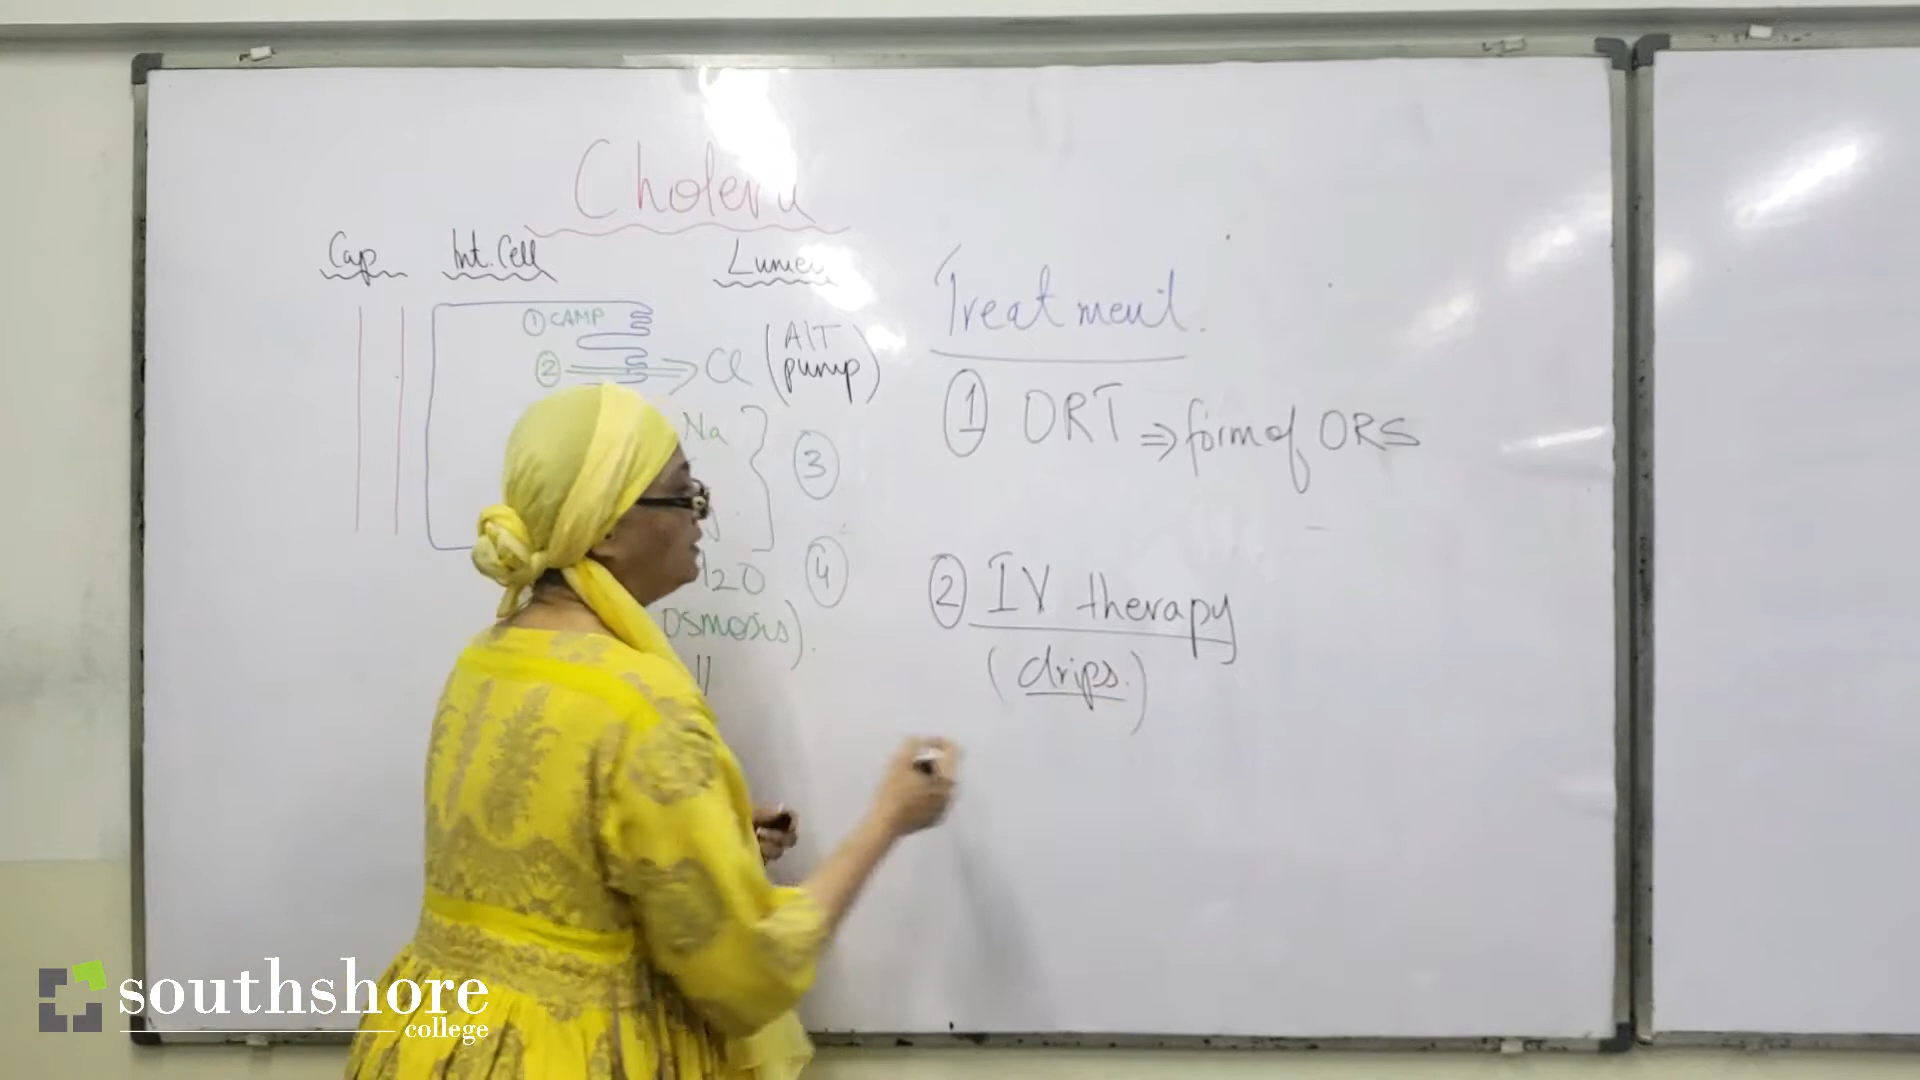 Cholera
Cap Int. Cell Lumen
① CAMP
② Cl (A/T pump)
Na
③
H2O ④
Osmosis).
Treatment.
① ORT ⇒ form of ORS
② IV therapy
(drips.)
southshore
college